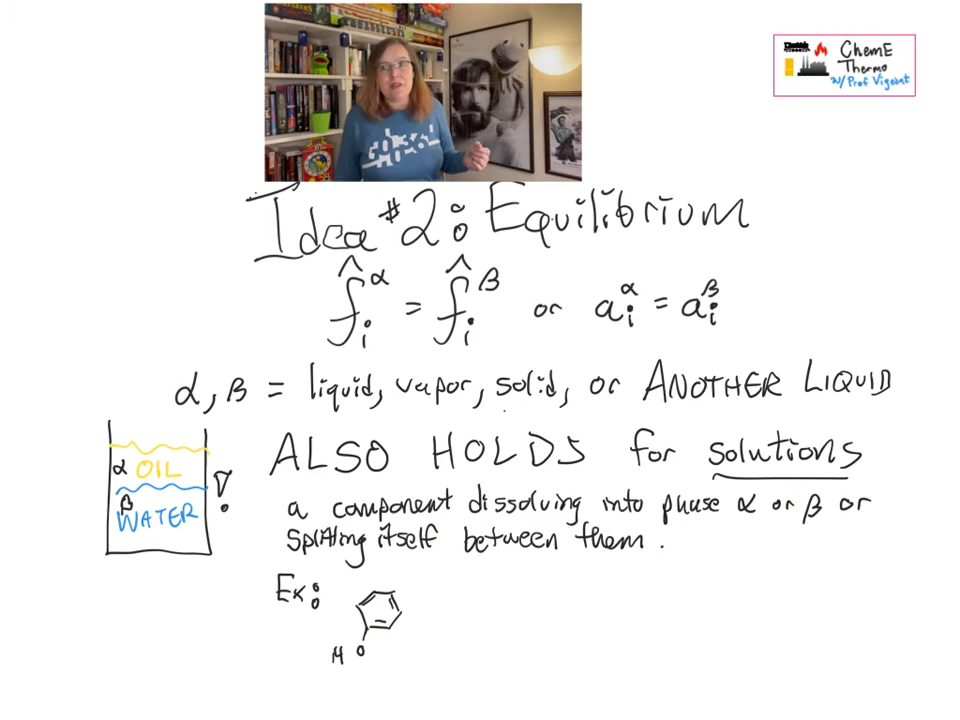 ChemE
Thermo
w/ Prof Vigeant
Idea #2: Equilibrium
f̂ᵢ^α = f̂ᵢ^β or aᵢ^α = aᵢ^β
α, β = liquid, vapor, solid, or ANOTHER LIQUID
ALSO HOLDS for solutions
α OIL
β
WATER
!
a component dissolving into phase α or β or
splitting itself between them.
Ex:
H O